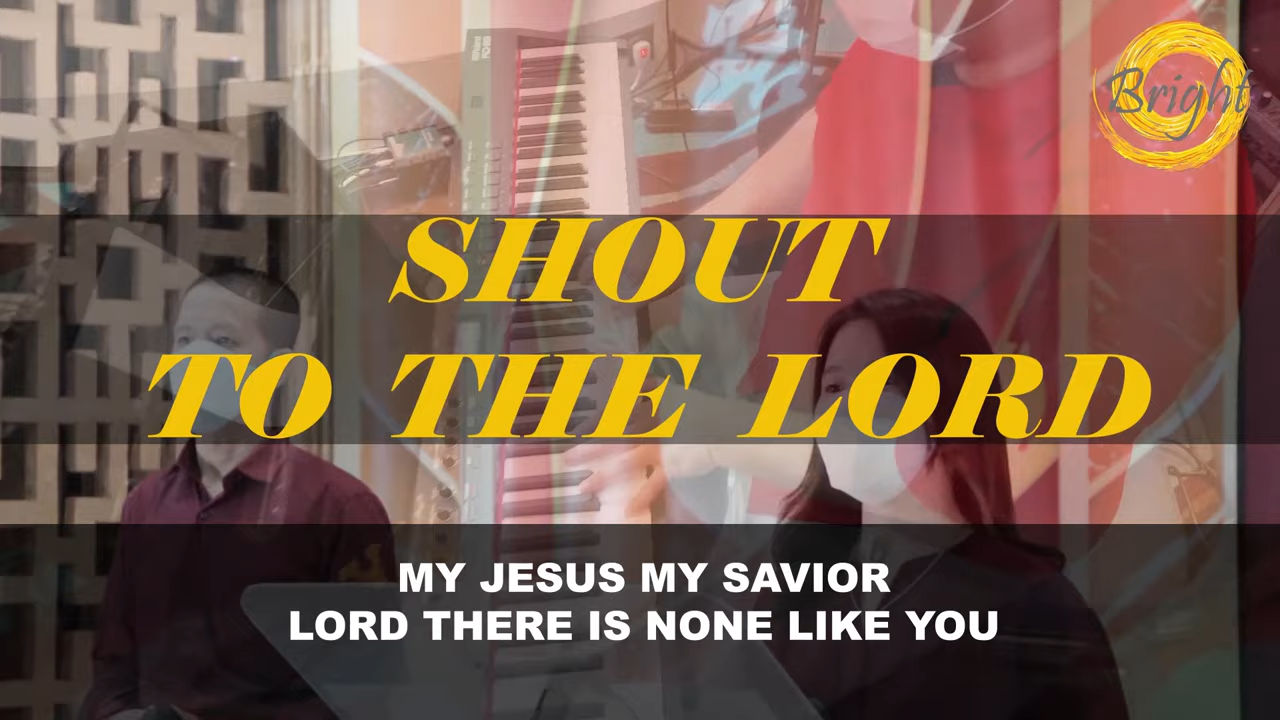 Bright
SHOUT
TO THE LORD
MY JESUS MY SAVIOR
LORD THERE IS NONE LIKE YOU